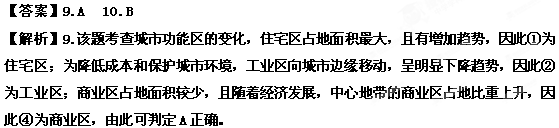 【答案】9.A 10.B
【解析】9.该题考查城市功能区的变化，住宅区占地面积最大，且有增加趋势，因此①为
住宅区；为降低成本和保护城市环境，工业区向城市边缘移动，呈明显下降趋势，因此②
为工业区；商业区占地面积较少，且随着经济发展，中心地带的商业区占地比重上升，因
此④为商业区，由此可判定A正确。